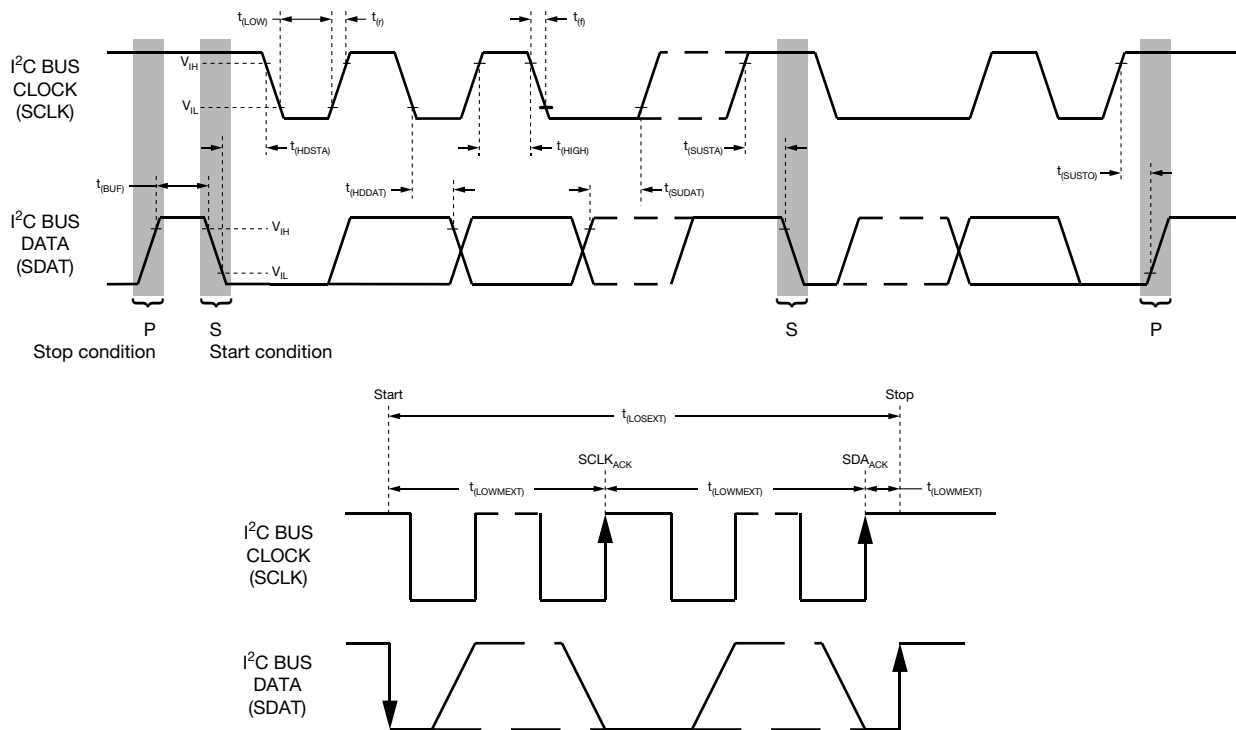 t(LOW) t(r) t(f)
I²C BUS
CLOCK
(SCLK)
VIH
VIL
t(HDSTA) t(HIGH) t(SUSTA)
t(BUF) t(HDDAT) t(SUDAT) t(SUSTO)
I²C BUS
DATA
(SDAT)
VIH
VIL
P S S P
Stop condition Start condition
Start Stop
t(LOSEXT)
SCLKACK SDAACK
t(LOWMEXT) t(LOWMEXT) t(LOWMEXT)
I²C BUS
CLOCK
(SCLK)
I²C BUS
DATA
(SDAT)